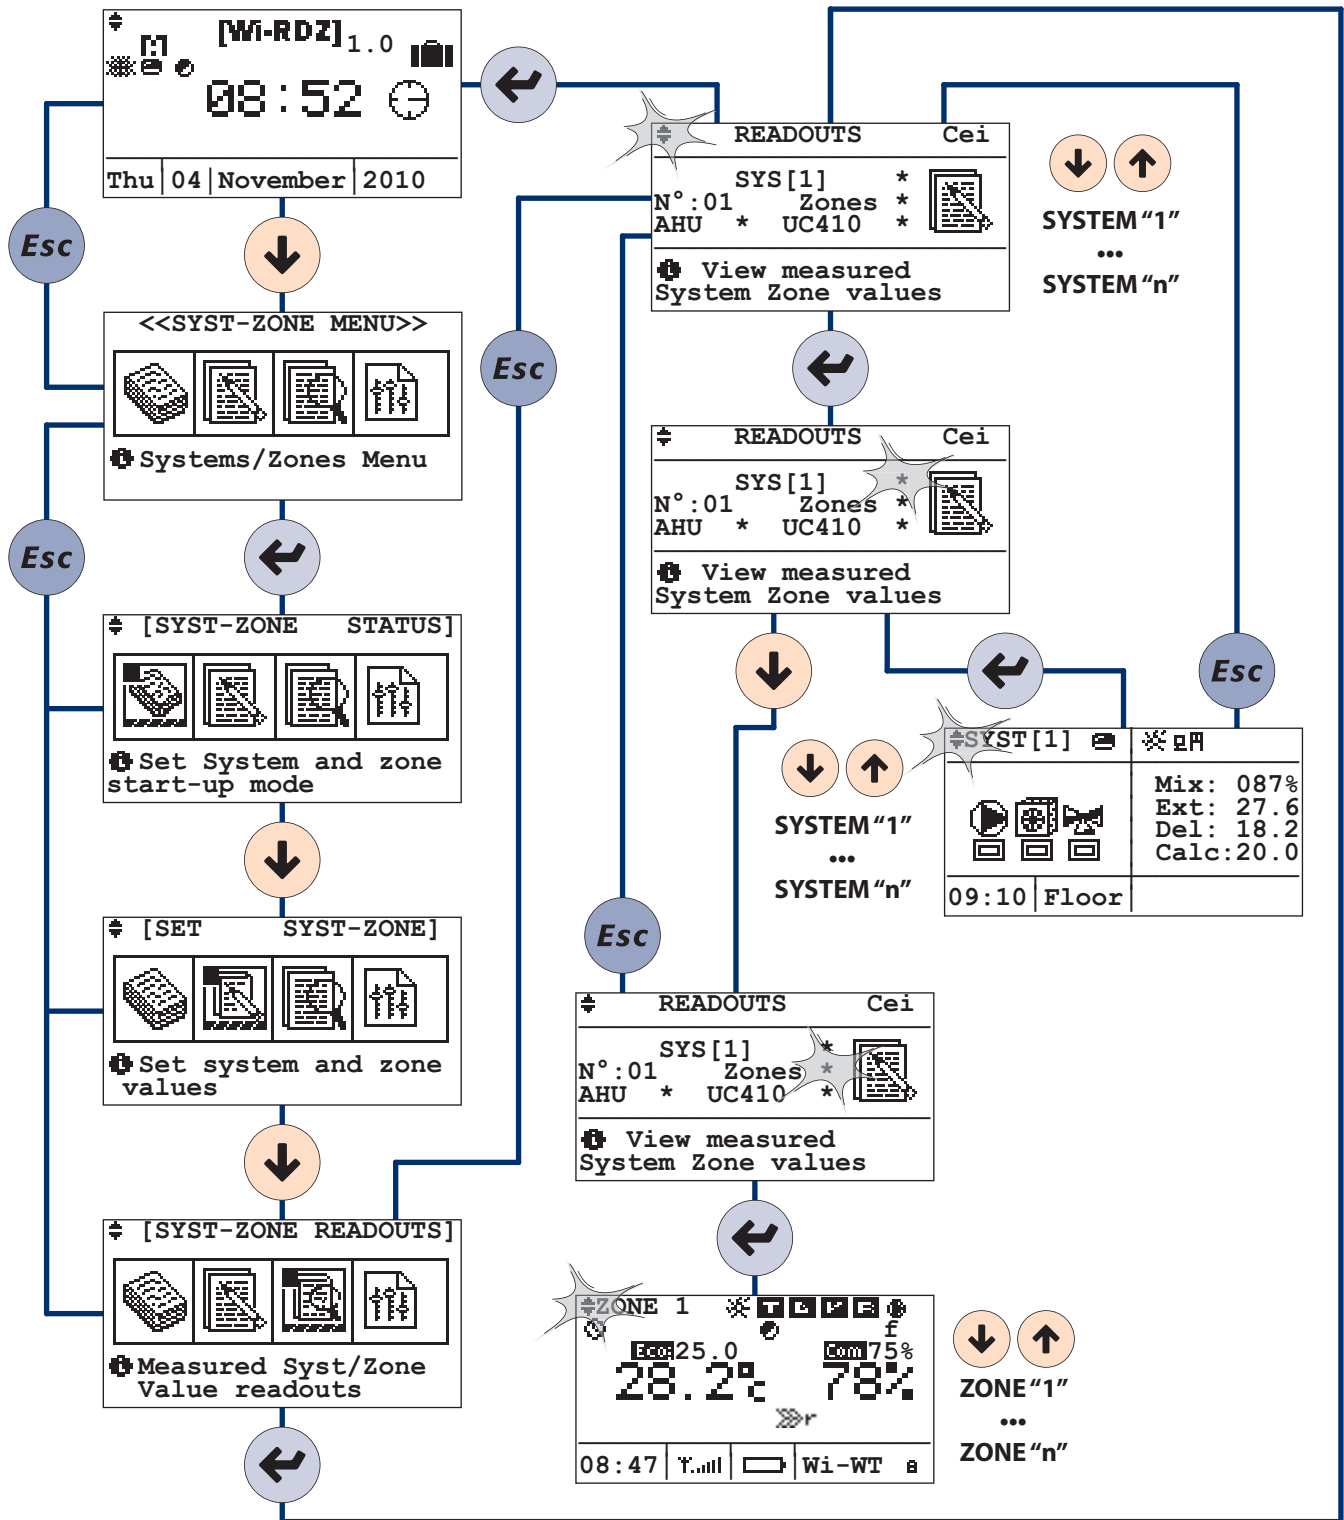 [Wi-RDZ] 1.0
08:52
Thu 04 November 2010
Esc
<<SYST-ZONE MENU>>
Systems/Zones Menu
Esc
[SYST-ZONE STATUS]
Set System and zone
start-up mode
[SET SYST-ZONE]
Set system and zone
values
[SYST-ZONE READOUTS]
Measured Syst/Zone
Value readouts
Esc
READOUTS Cei
SYS[1] *
N°:01 Zones *
AHU * UC410 *
View measured
System Zone values
SYSTEM "1"
...
SYSTEM "n"
READOUTS Cei
SYS[1] *
N°:01 Zones *
AHU * UC410 *
View measured
System Zone values
Esc
SYST[1]
Mix: 087%
Ext: 27.6
Del: 18.2
Calc:20.0
09:10 Floor
SYSTEM "1"
...
SYSTEM "n"
Esc
READOUTS Cei
SYS[1] *
N°:01 Zones *
AHU * UC410 *
View measured
System Zone values
ZONE 1 T L V R
f
Eco 25.0 Com 75%
28.2°C 78%
r
08:47 Wi-WT
ZONE "1"
...
ZONE "n"